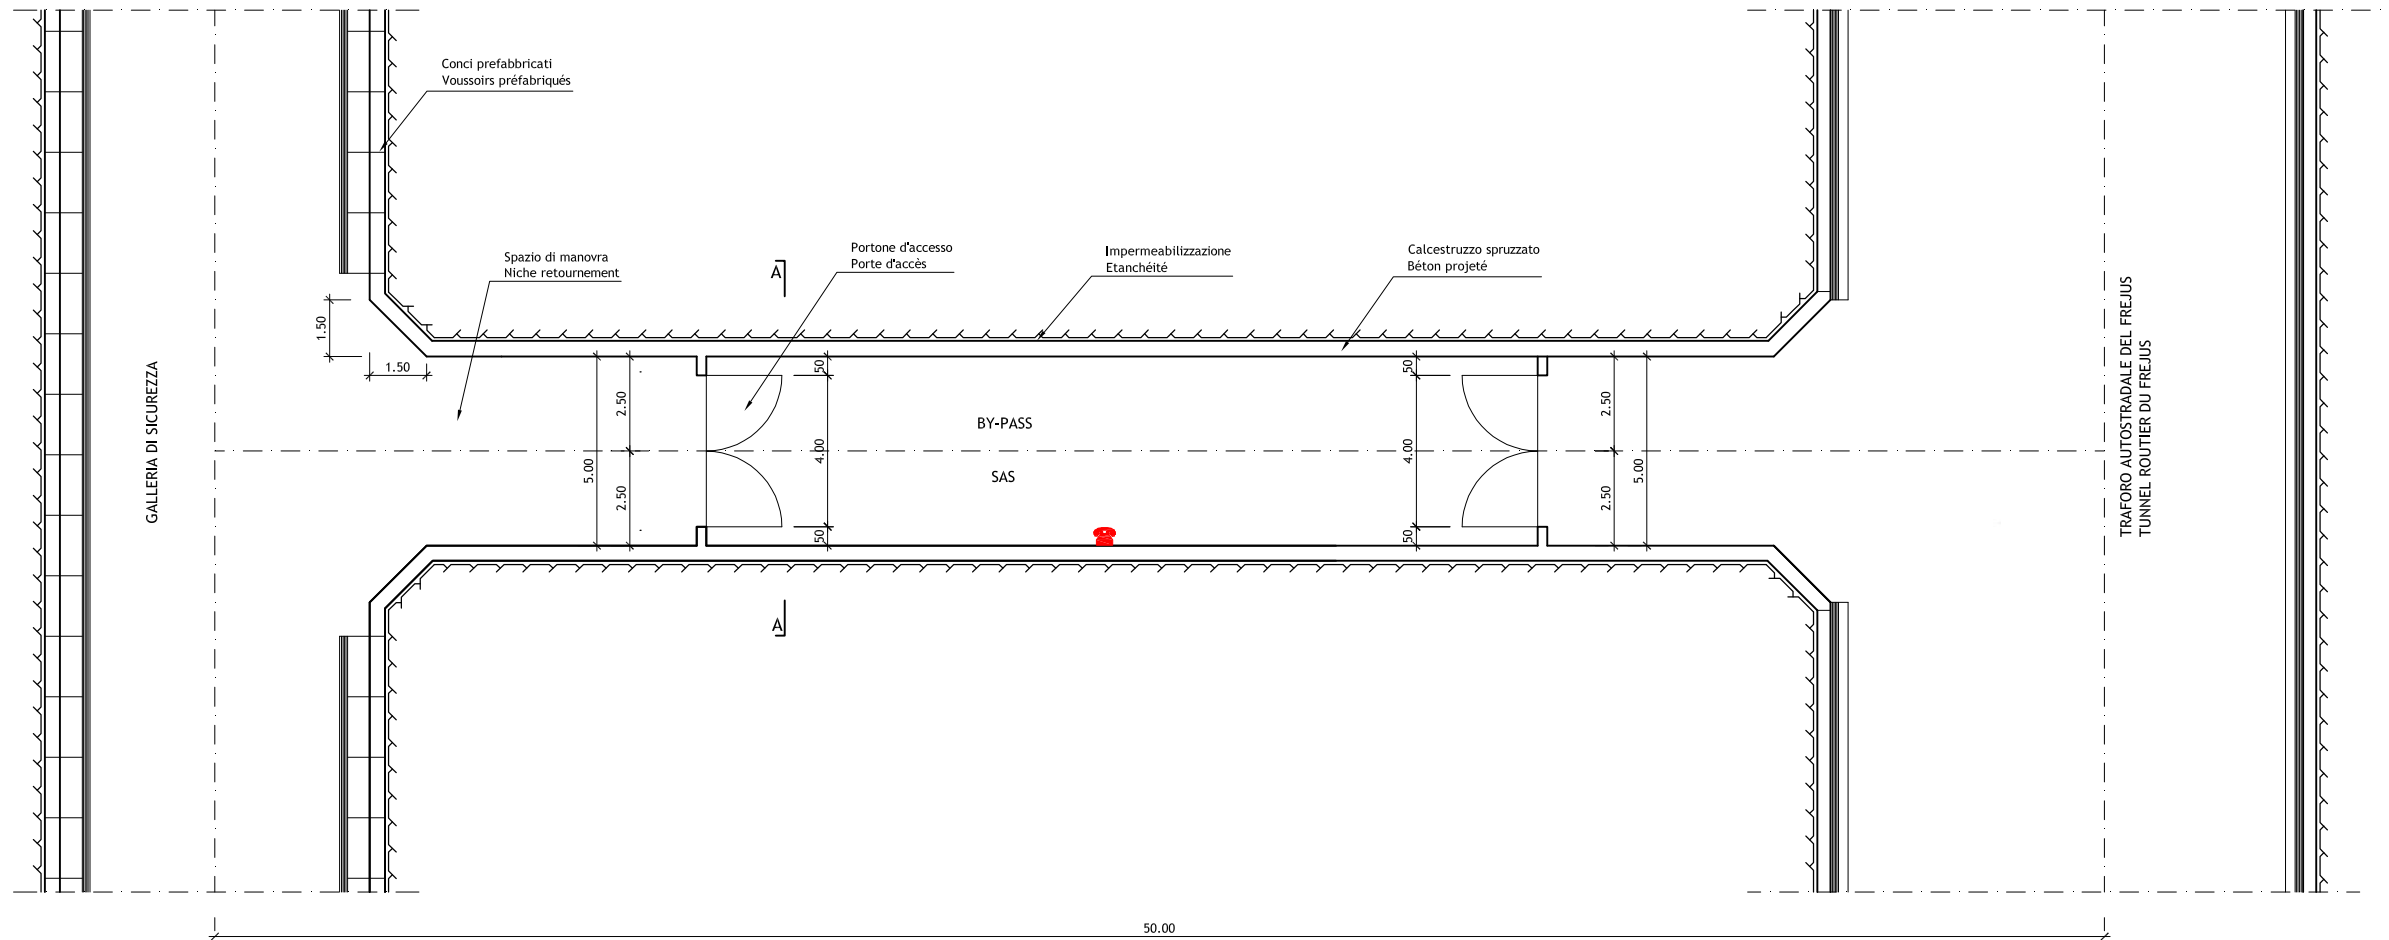 Conci prefabbricati
Voussoirs préfabriqués
Spazio di manovra
Niche retournement
Portone d'accesso
Porte d'accès
Impermeabilizzazione
Etanchéité
Calcestruzzo spruzzato
Béton projeté
A
1.50
1.50
50
50
2.50
2.50
5.00
4.00
4.00
5.00
2.50
2.50
50
50
BY-PASS
SAS
GALLERIA DI SICUREZZA
TRAFORO AUTOSTRADALE DEL FREJUS
TUNNEL ROUTIER DU FREJUS
A
50.00